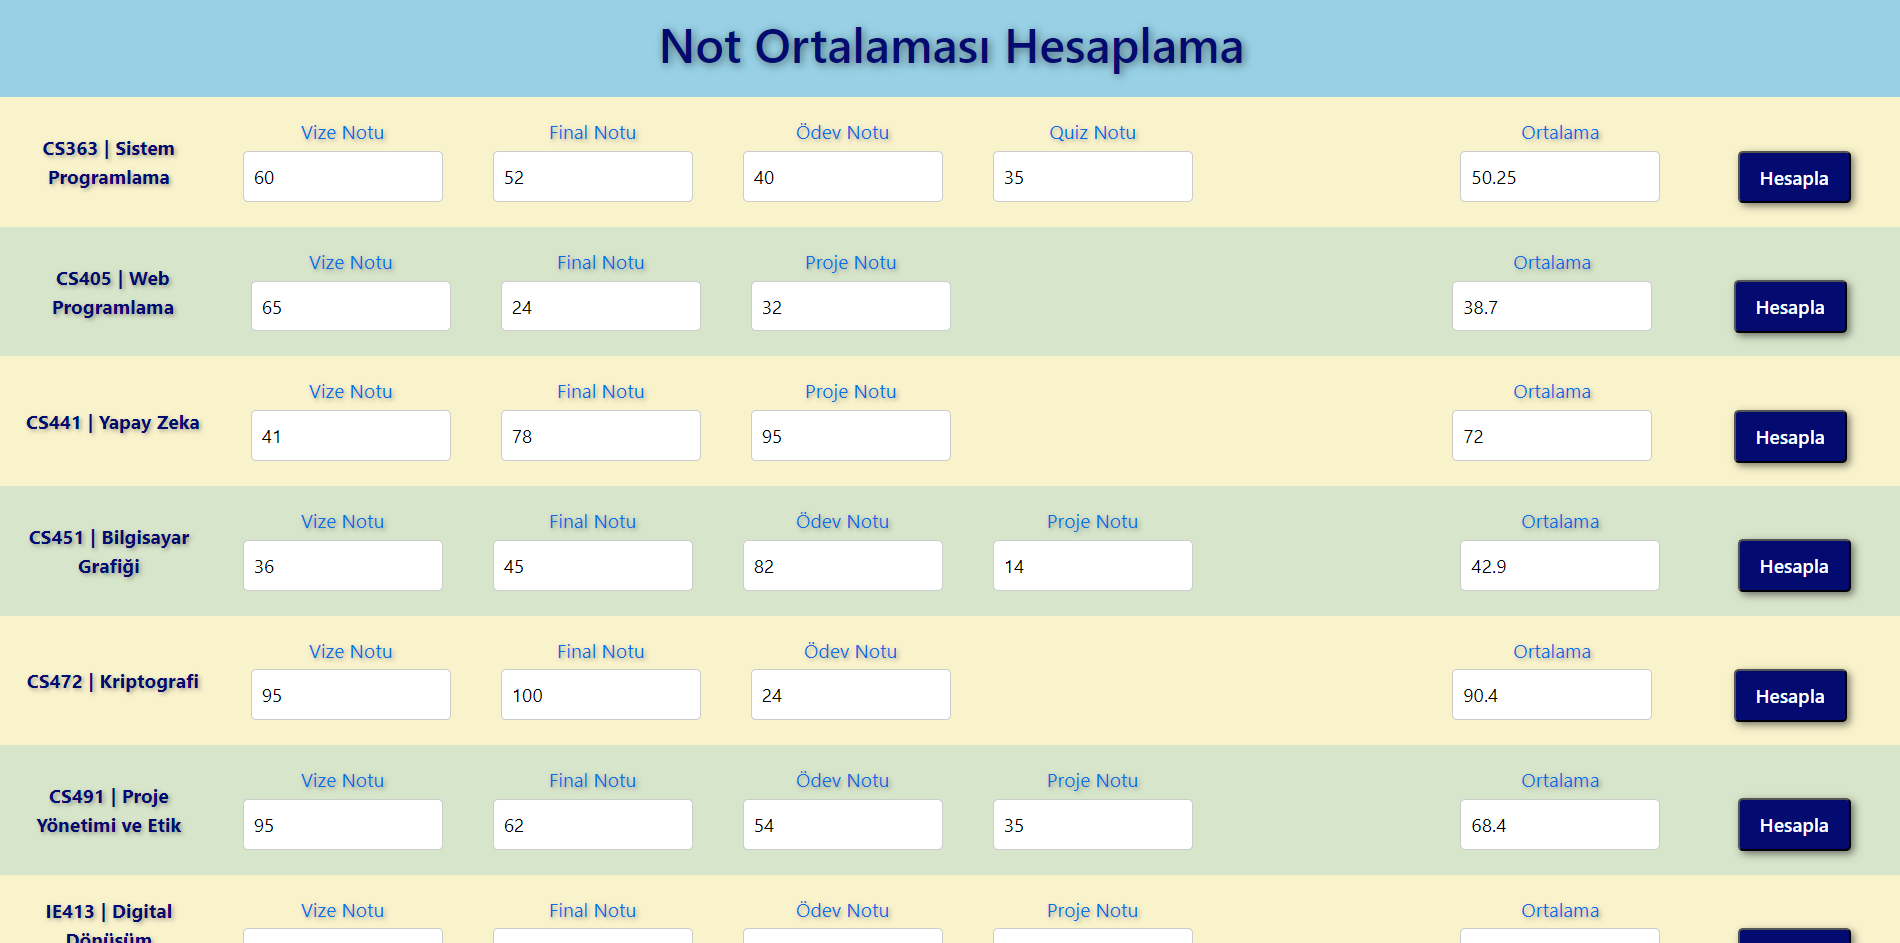 Not Ortalaması Hesaplama
Vize Notu Final Notu Ödev Notu Quiz Notu Ortalama
CS363 | Sistem
Programlama
60 52 40 35 50.25 Hesapla
Vize Notu Final Notu Proje Notu Ortalama
CS405 | Web
Programlama
65 24 32 38.7 Hesapla
Vize Notu Final Notu Proje Notu Ortalama
CS441 | Yapay Zeka
41 78 95 72 Hesapla
Vize Notu Final Notu Ödev Notu Proje Notu Ortalama
CS451 | Bilgisayar
Grafiği
36 45 82 14 42.9 Hesapla
Vize Notu Final Notu Ödev Notu Ortalama
CS472 | Kriptografi
95 100 24 90.4 Hesapla
Vize Notu Final Notu Ödev Notu Proje Notu Ortalama
CS491 | Proje
Yönetimi ve Etik
95 62 54 35 68.4 Hesapla
IE413 | Digital Vize Notu Final Notu Ödev Notu Proje Notu Ortalama
Dönüşüm